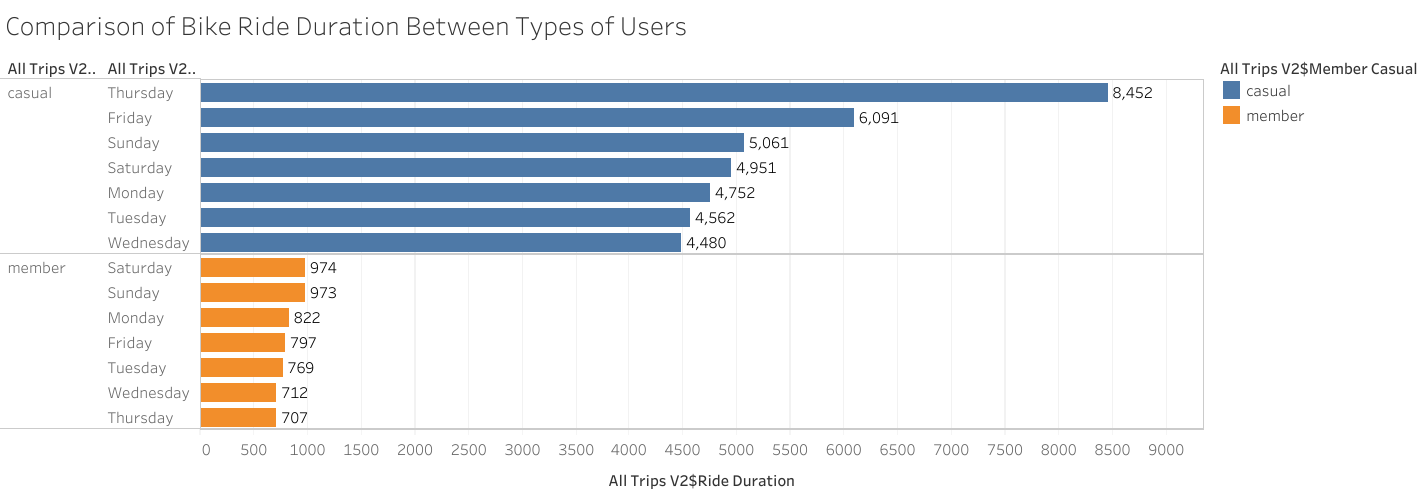 Comparison of Bike Ride Duration Between Types of Users
All Trips V2.. All Trips V2..
casual Thursday 8,452
Friday 6,091
Sunday 5,061
Saturday 4,951
Monday 4,752
Tuesday 4,562
Wednesday 4,480
member Saturday 974
Sunday 973
Monday 822
Friday 797
Tuesday 769
Wednesday 712
Thursday 707
0 500 1000 1500 2000 2500 3000 3500 4000 4500 5000 5500 6000 6500 7000 7500 8000 8500 9000
All Trips V2$Ride Duration
All Trips V2$Member Casual
casual
member